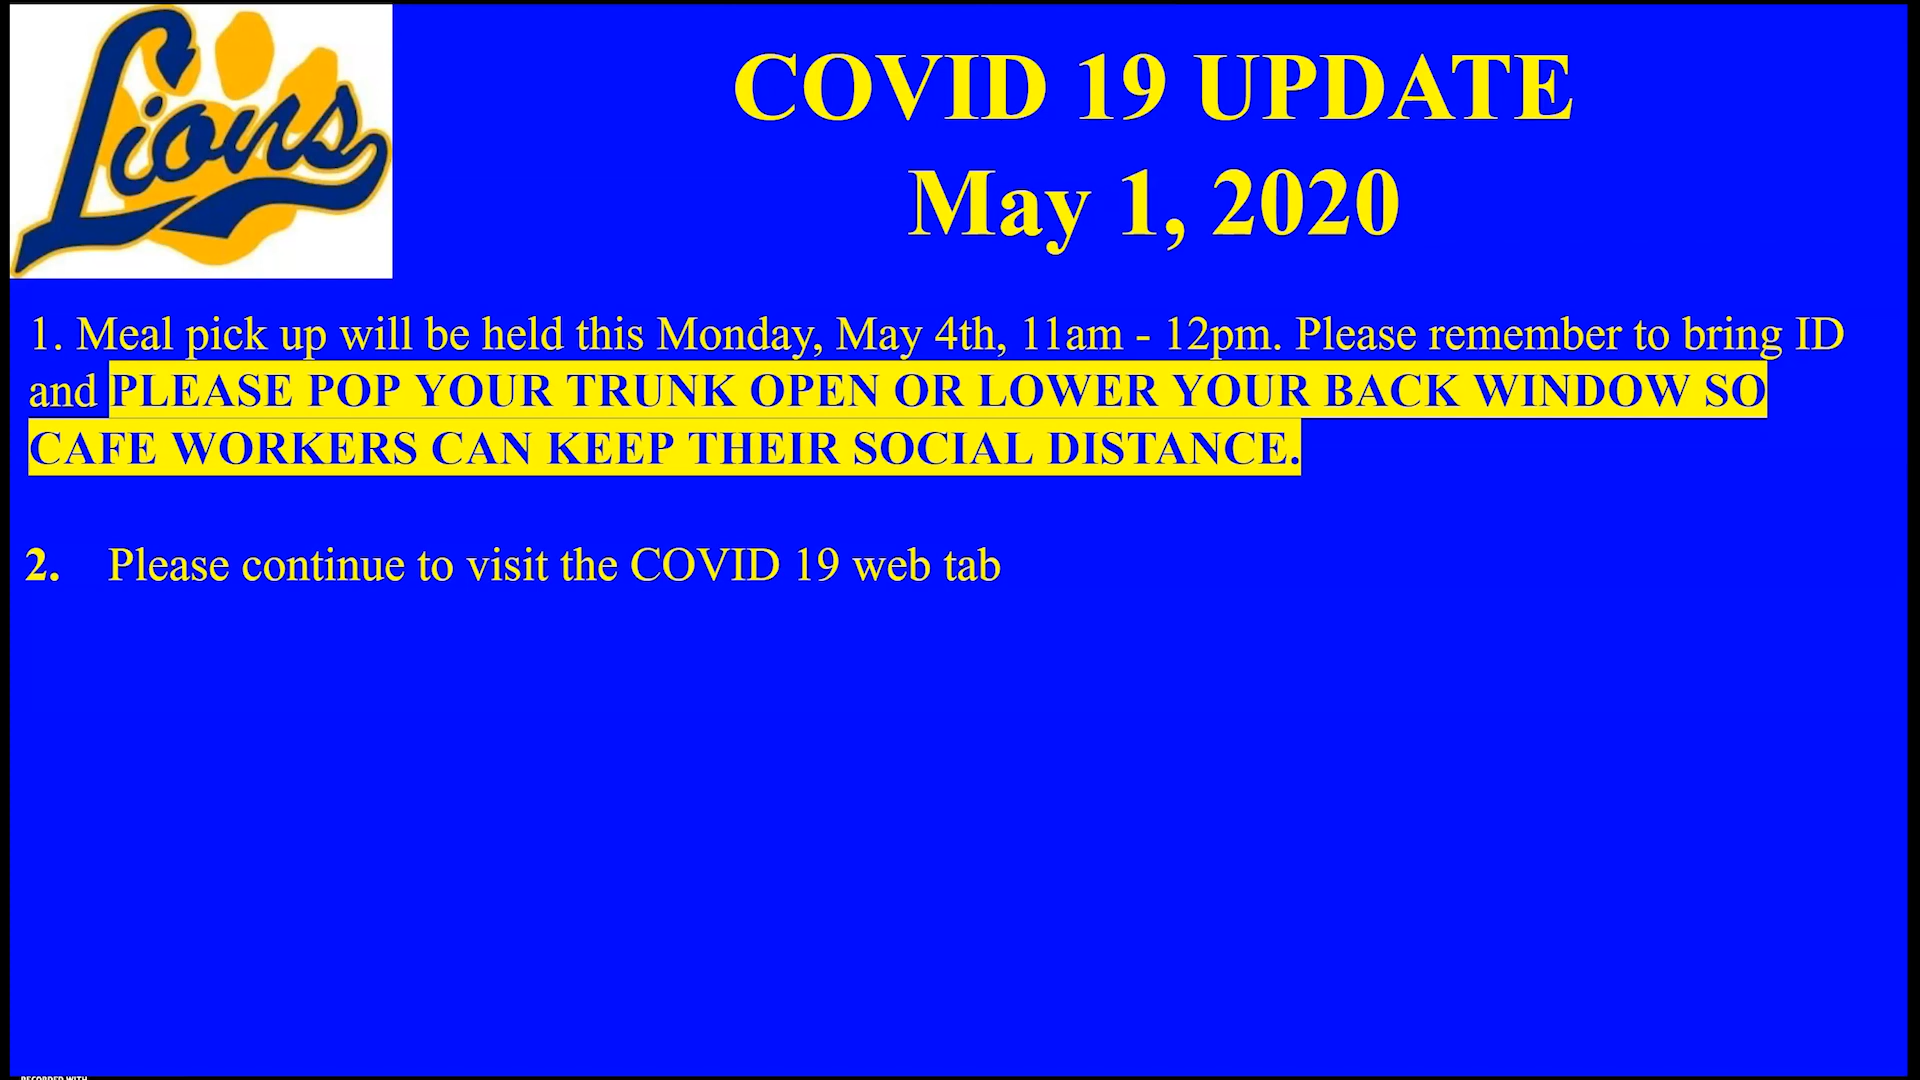 Lions
COVID 19 UPDATE
May 1, 2020
1. Meal pick up will be held this Monday, May 4th, 11am - 12pm. Please remember to bring ID
and PLEASE POP YOUR TRUNK OPEN OR LOWER YOUR BACK WINDOW SO
CAFE WORKERS CAN KEEP THEIR SOCIAL DISTANCE.
2. Please continue to visit the COVID 19 web tab
RECORDED WITH